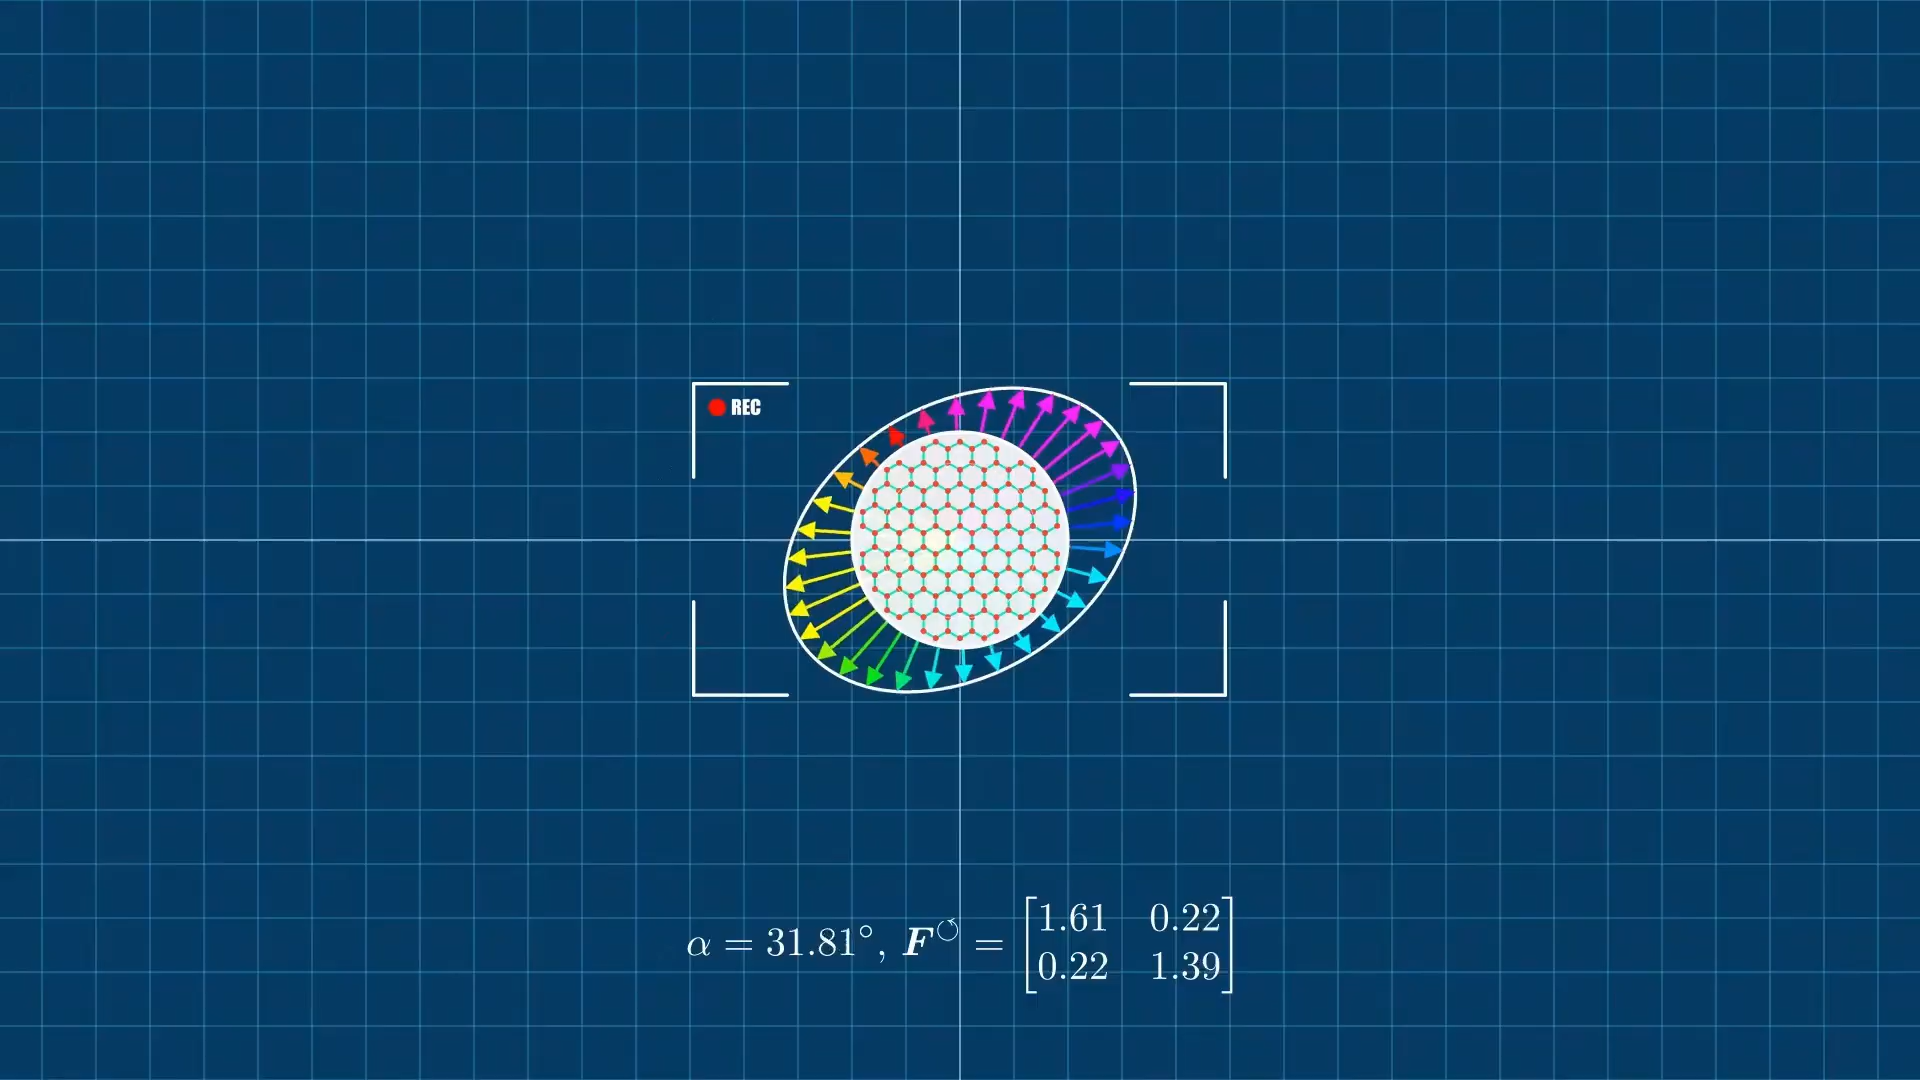 REC
α = 31.81°, F^↺ = [1.61 0.22
0.22 1.39]